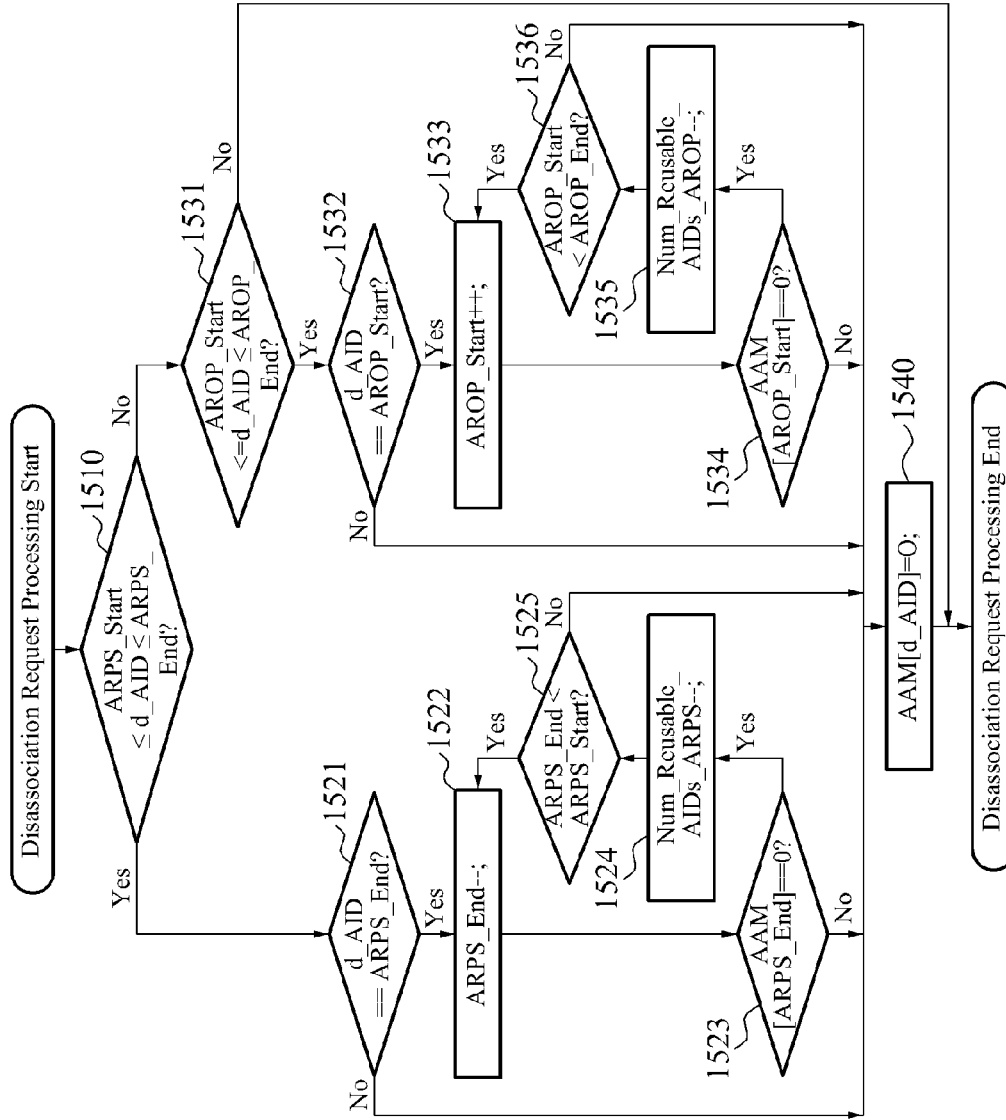 Disassociation Request Processing Start
1510
ARPS_Start
≤ d_AID ≤ ARPS_
End?
Yes
No
1521
d_AID
== ARPS_End?
No
Yes
1522
ARPS_End--;
1523
AAM
[ARPS_End]==0?
No
Yes
1524
Num_Reusable_
AIDs_ARPS--;
1525
ARPS_End <
ARPS_Start?
Yes
No
1531
AROP_Start
<=d_AID ≤ AROP_
End?
No
Yes
1532
d_AID
== AROP_Start?
No
Yes
1533
AROP_Start++;
1534
AAM
[AROP_Start]==0?
No
Yes
1535
Num_Reusable_
AIDs_AROP--;
1536
AROP_Start
< AROP_End?
Yes
No
1540
AAM[d_AID]=O;
Disassociation Request Processing End